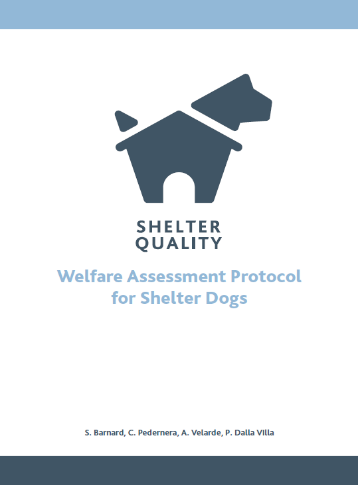 SHELTER
QUALITY
Welfare Assessment Protocol
for Shelter Dogs
S. Barnard, C. Pedernera, A. Velarde, P. Dalla Villa